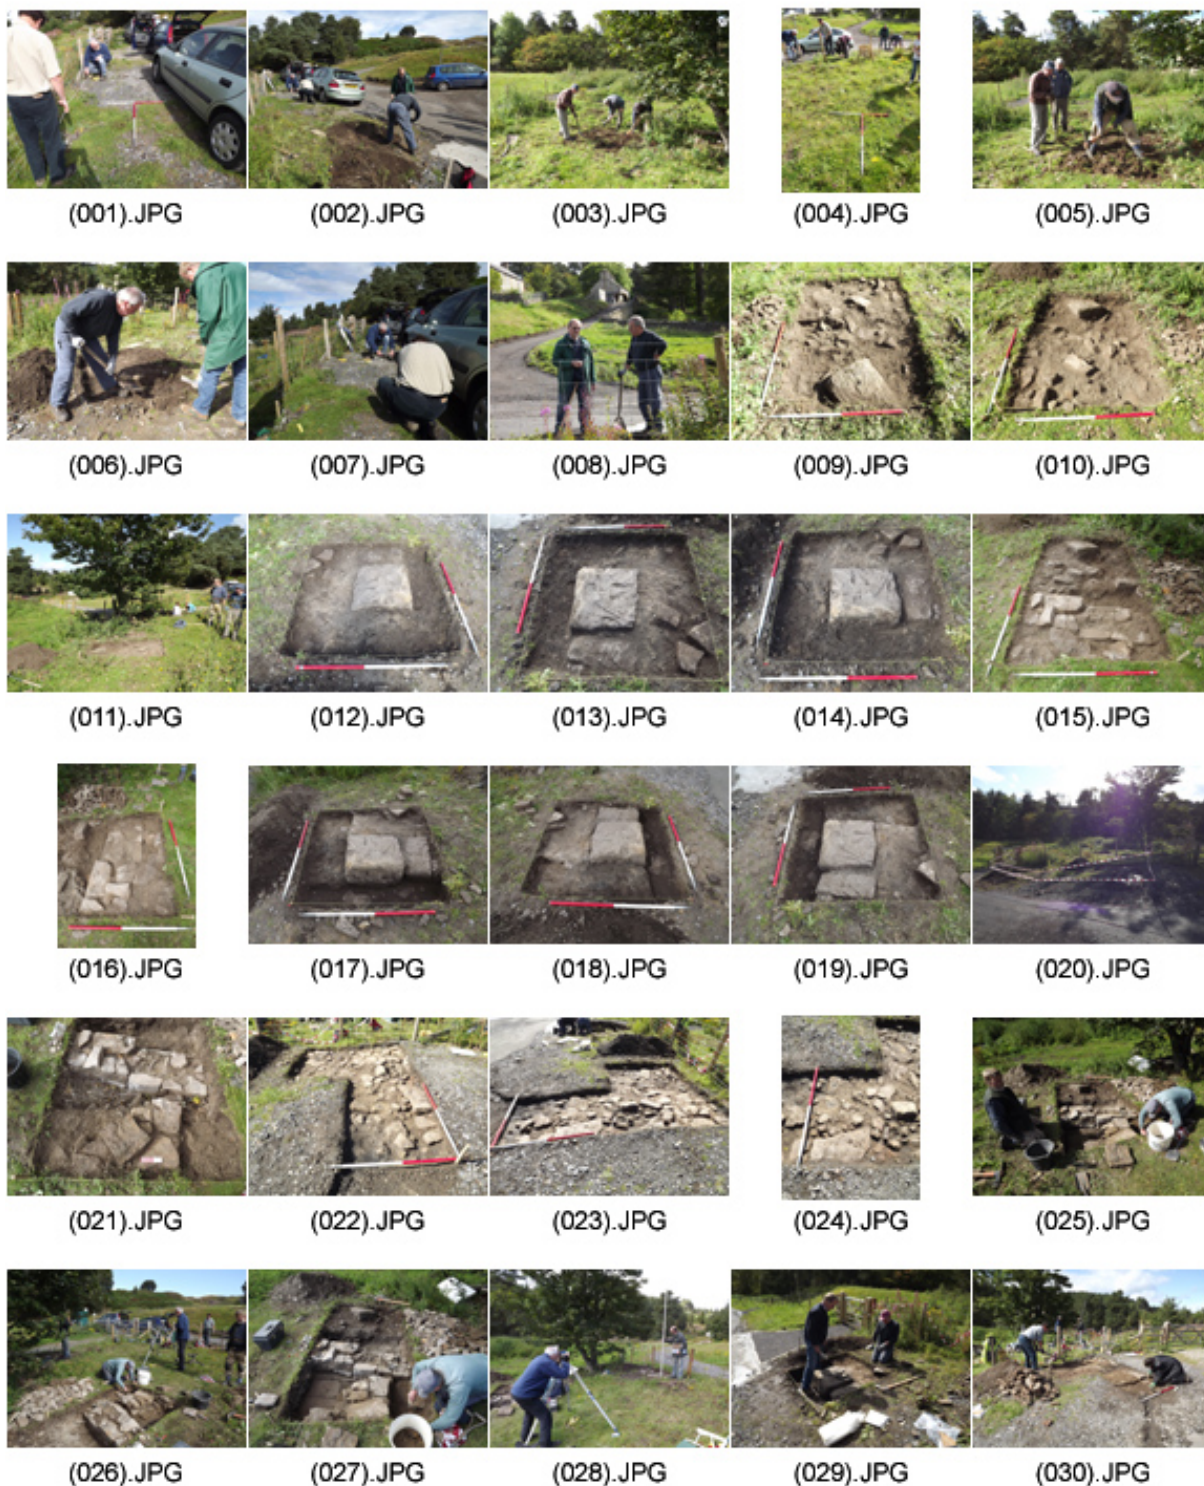 (001).JPG (002).JPG (003).JPG (004).JPG (005).JPG
(006).JPG (007).JPG (008).JPG (009).JPG (010).JPG
(011).JPG (012).JPG (013).JPG (014).JPG (015).JPG
(016).JPG (017).JPG (018).JPG (019).JPG (020).JPG
(021).JPG (022).JPG (023).JPG (024).JPG (025).JPG
(026).JPG (027).JPG (028).JPG (029).JPG (030).JPG